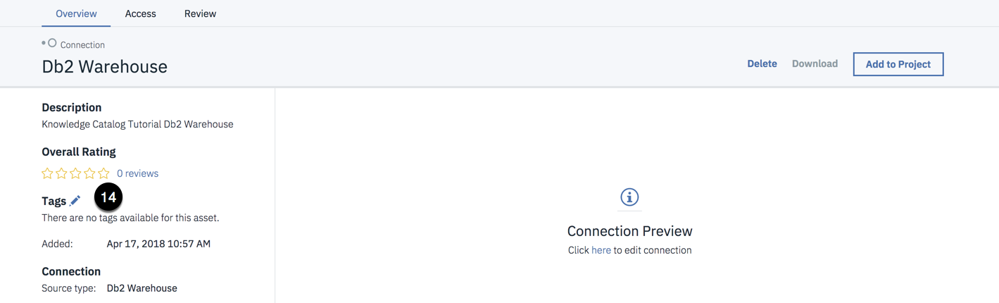 Overview Access Review
Connection
Db2 Warehouse
Delete Download Add to Project
Description
Knowledge Catalog Tutorial Db2 Warehouse
Overall Rating
0 reviews
Tags 14
There are no tags available for this asset.
Added: Apr 17, 2018 10:57 AM
Connection
Source type: Db2 Warehouse
Connection Preview
Click here to edit connection